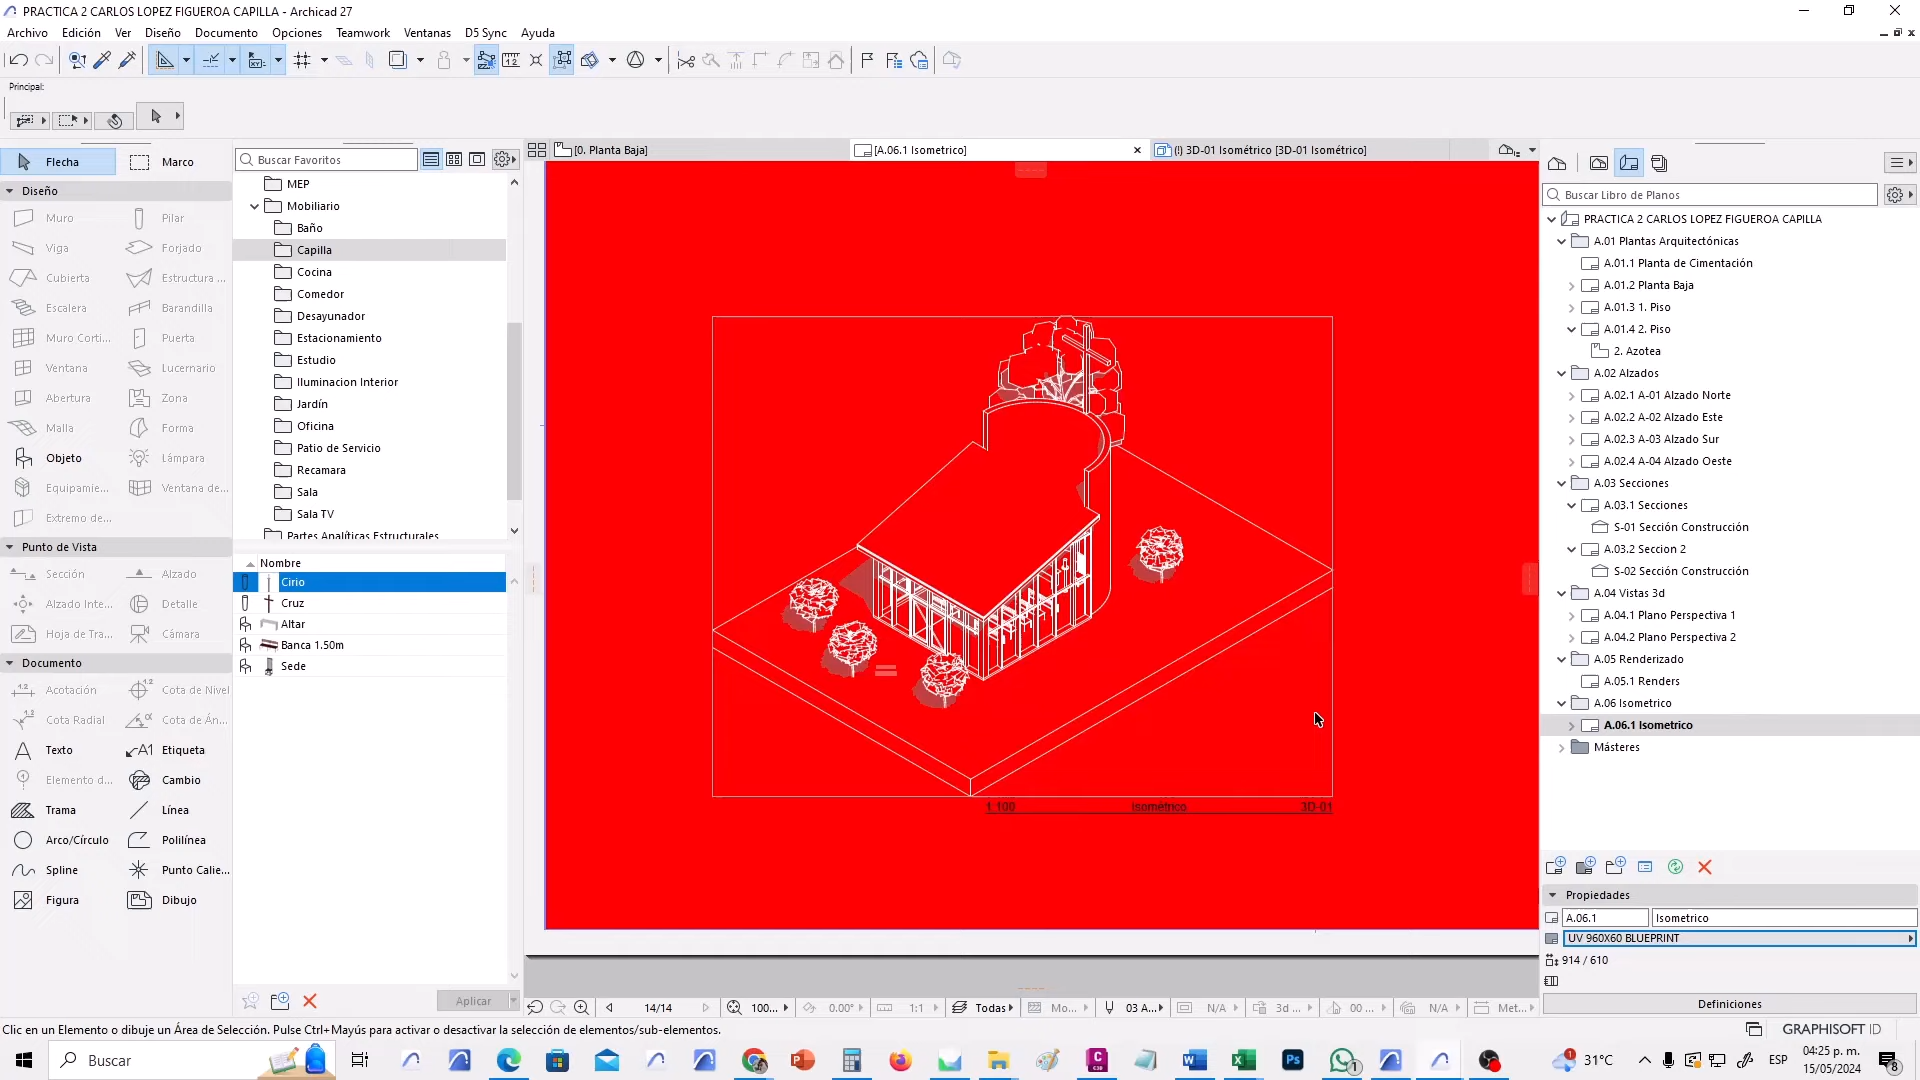 PRACTICA 2 CARLOS LOPEZ FIGUEROA CAPILLA - Archicad 27
Archivo Edición Ver Diseño Documento Opciones Teamwork Ventanas D5 Sync Ayuda
Principal:
Flecha Marco
Diseño
Muro Pilar
Viga Forjado
Cubierta Estructura ...
Escalera Barandilla
Muro Corti... Puerta
Ventana Lucernario
Abertura Zona
Malla Forma
Objeto Lámpara
Equipamie... Ventana de...
Extremo de...
Punto de Vista
Sección Alzado
Alzado Inte... Detalle
Hoja de Tra... Cámara
Documento
Acotación Cota de Nivel
Cota Radial Cota de Án...
Texto Etiqueta
Elemento d... Cambio
Trama Línea
Arco/Círculo Polilínea
Spline Punto Calie...
Figura Dibujo
Buscar Favoritos
MEP
Mobiliario
Baño
Capilla
Cocina
Comedor
Desayunador
Estacionamiento
Estudio
Iluminacion Interior
Jardín
Oficina
Patio de Servicio
Recamara
Sala
Sala TV
Partes Analíticas Estructurales
Nombre
Cirio
Cruz
Altar
Banca 1.50m
Sede
Aplicar
[0. Planta Baja] [A.06.1 Isometrico] (!) 3D-01 Isométrico [3D-01 Isométrico]
1:100 Isométrico 3D-01
14/14 100... 0.00° 1:1 Todas Mo... 03 A... N/A 3d ... 00 ... N/A Met...
Buscar Libro de Planos
PRACTICA 2 CARLOS LOPEZ FIGUEROA CAPILLA
A.01 Plantas Arquitectónicas
A.01.1 Planta de Cimentación
A.01.2 Planta Baja
A.01.3 1. Piso
A.01.4 2. Piso
2. Azotea
A.02 Alzados
A.02.1 A-01 Alzado Norte
A.02.2 A-02 Alzado Este
A.02.3 A-03 Alzado Sur
A.02.4 A-04 Alzado Oeste
A.03 Secciones
A.03.1 Secciones
S-01 Sección Construcción
A.03.2 Seccion 2
S-02 Sección Construcción
A.04 Vistas 3d
A.04.1 Plano Perspectiva 1
A.04.2 Plano Perspectiva 2
A.05 Renderizado
A.05.1 Renders
A.06 Isometrico
A.06.1 Isometrico
Másteres
Propiedades
A.06.1 Isometrico
UV 960X60 BLUEPRINT
914 / 610
Definiciones
Clic en un Elemento o dibuje un Área de Selección. Pulse Ctrl+Mayús para activar o desactivar la selección de elementos/sub-elementos.
GRAPHISOFT ID
Buscar
31°C
ESP
04:25 p. m.
15/05/2024
8